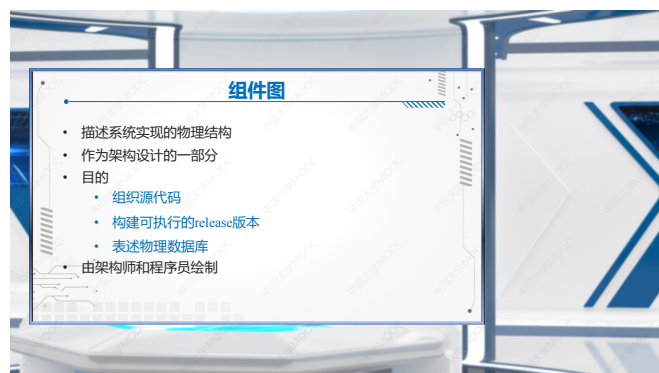 组件图
• 描述系统实现的物理结构
• 作为架构设计的一部分
• 目的
• 组织源代码
• 构建可执行的release版本
• 表述物理数据库
• 由架构师和程序员绘制